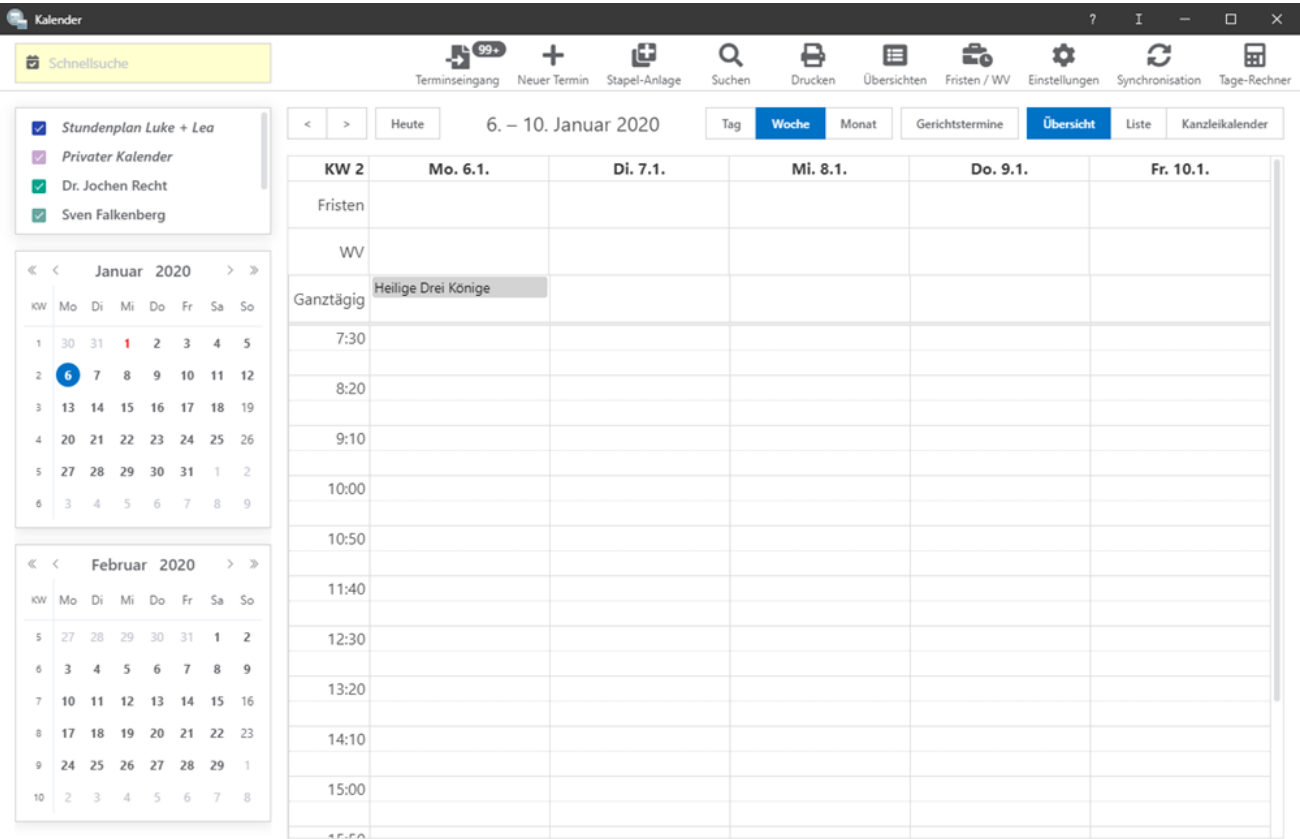 Kalender
?
Schnellsuche
99+
Terminseingang Neuer Termin Stapel-Anlage Suchen Drucken Übersichten Fristen / WV Einstellungen Synchronisation Tage-Rechner
Stundenplan Luke + Lea
Privater Kalender
Dr. Jochen Recht
Sven Falkenberg
« < Januar 2020 > »
KW Mo Di Mi Do Fr Sa So
1 30 31 1 2 3 4 5
2 6 7 8 9 10 11 12
3 13 14 15 16 17 18 19
4 20 21 22 23 24 25 26
5 27 28 29 30 31 1 2
6 3 4 5 6 7 8 9
« < Februar 2020 > »
KW Mo Di Mi Do Fr Sa So
5 27 28 29 30 31 1 2
6 3 4 5 6 7 8 9
7 10 11 12 13 14 15 16
8 17 18 19 20 21 22 23
9 24 25 26 27 28 29 1
10 2 3 4 5 6 7 8
< > Heute 6. – 10. Januar 2020 Tag Woche Monat Gerichtstermine Übersicht Liste Kanzleikalender
KW 2 Mo. 6.1. Di. 7.1. Mi. 8.1. Do. 9.1. Fr. 10.1.
Fristen
WV
Ganztägig Heilige Drei Könige
7:30
8:20
9:10
10:00
10:50
11:40
12:30
13:20
14:10
15:00